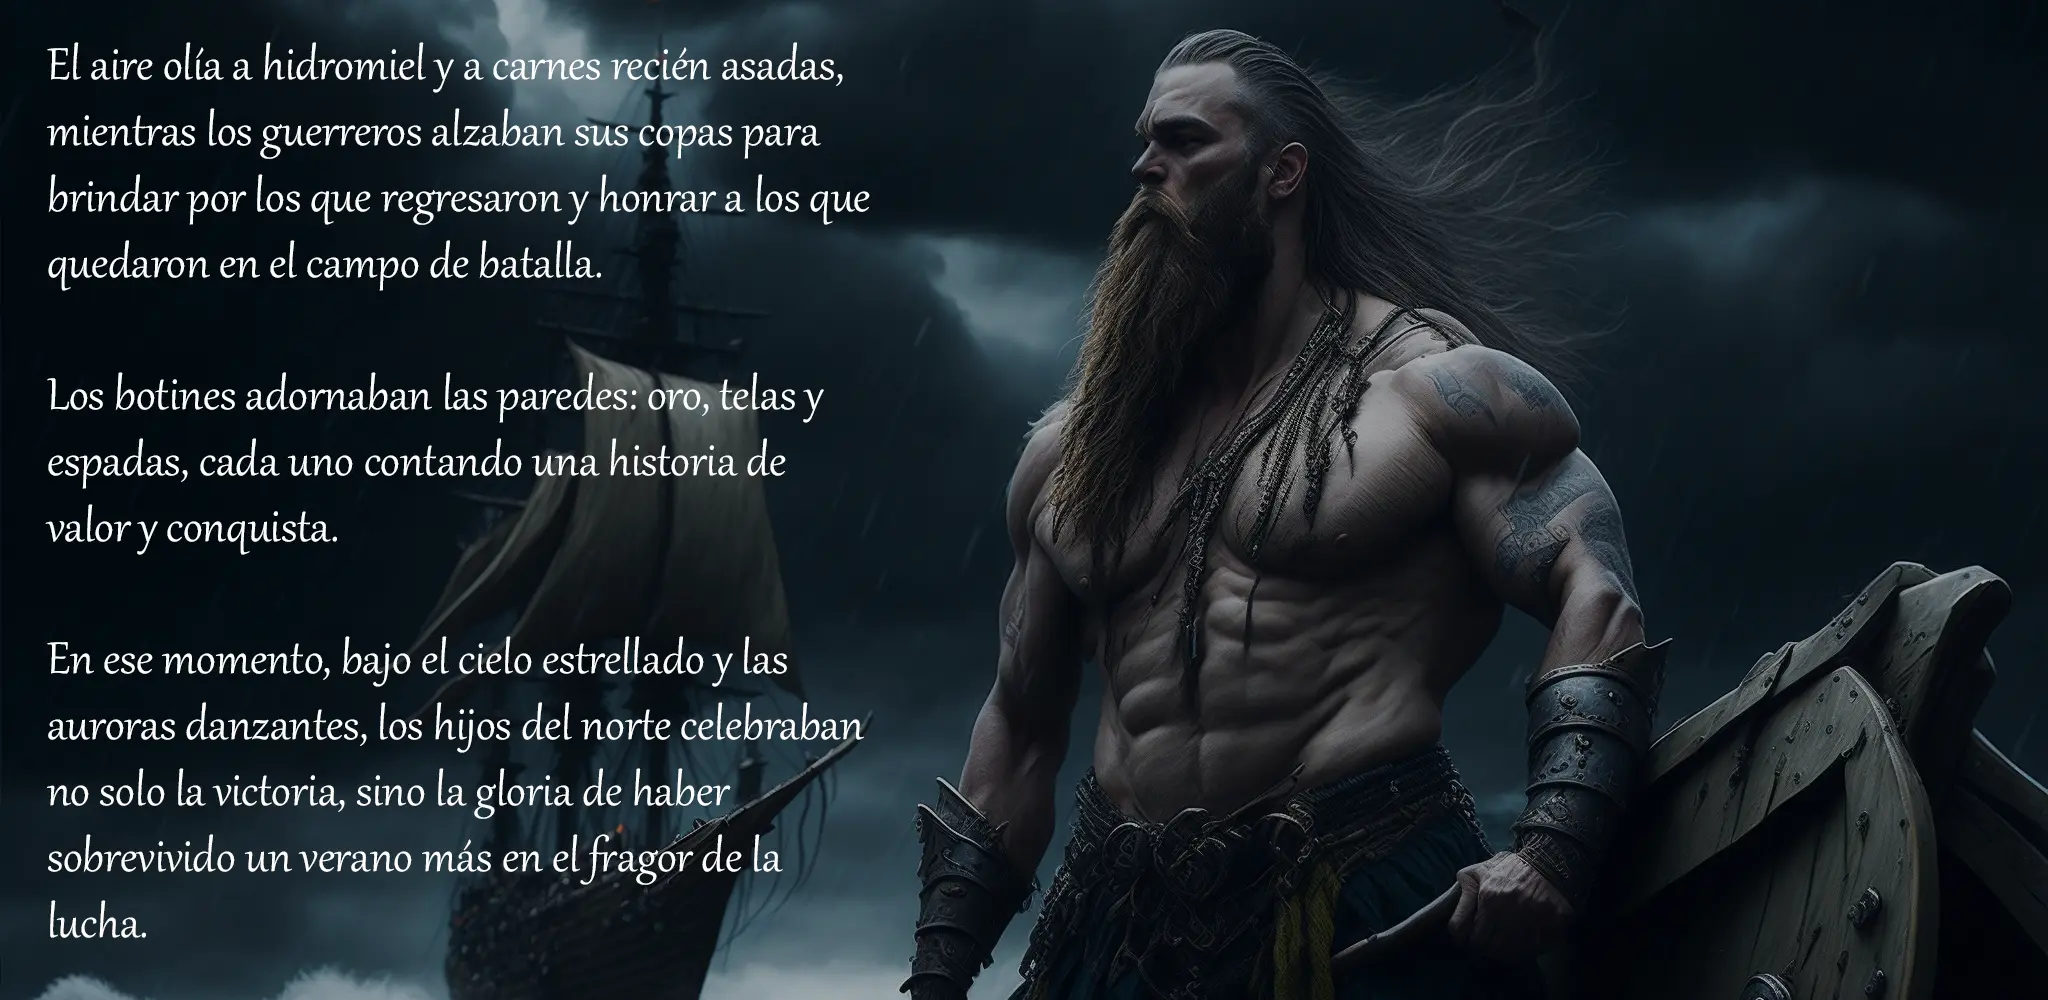 El aire olía a hidromiel y a carnes recién asadas,
mientras los guerreros alzaban sus copas para
brindar por los que regresaron y honrar a los que
quedaron en el campo de batalla.
Los botines adornaban las paredes: oro, telas y
espadas, cada uno contando una historia de
valor y conquista.
En ese momento, bajo el cielo estrellado y las
auroras danzantes, los hijos del norte celebraban
no solo la victoria, sino la gloria de haber
sobrevivido un verano más en el fragor de la
lucha.